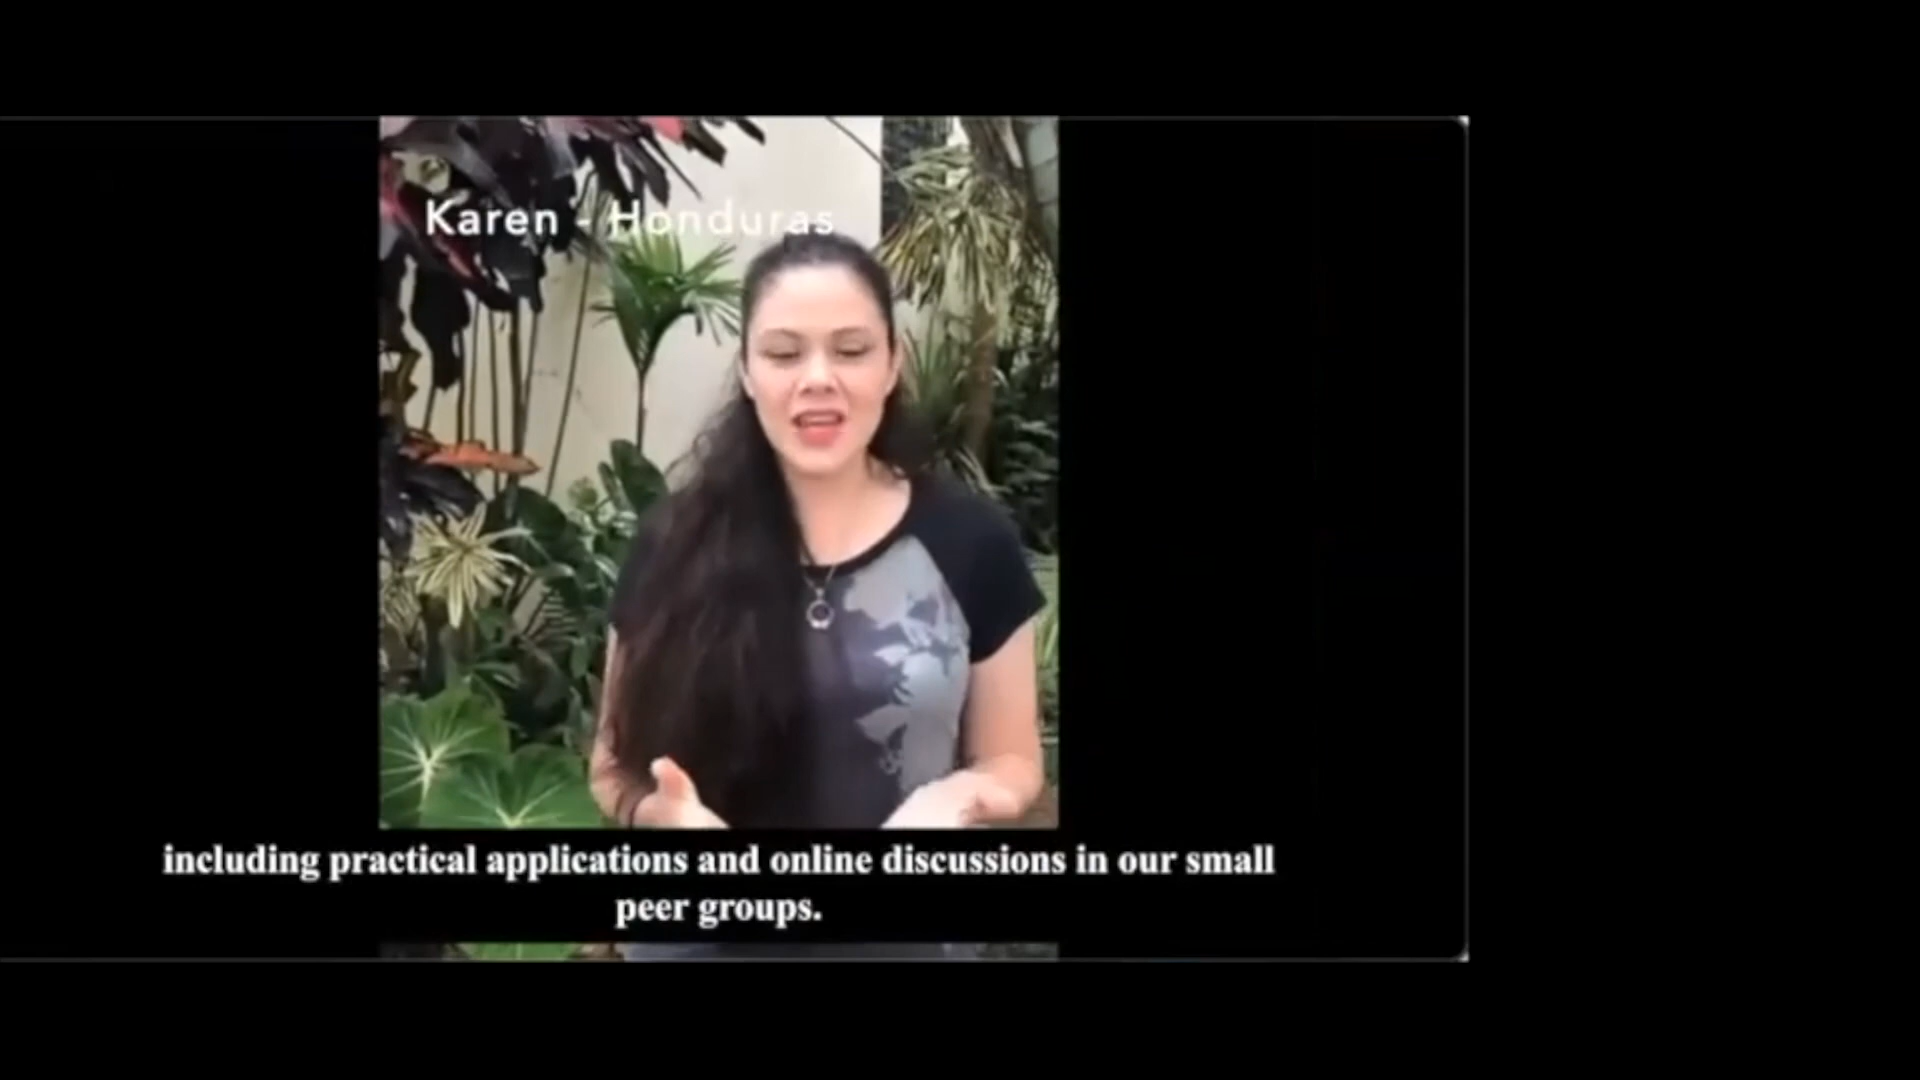 Karen - Honduras
including practical applications and online discussions in our small
peer groups.